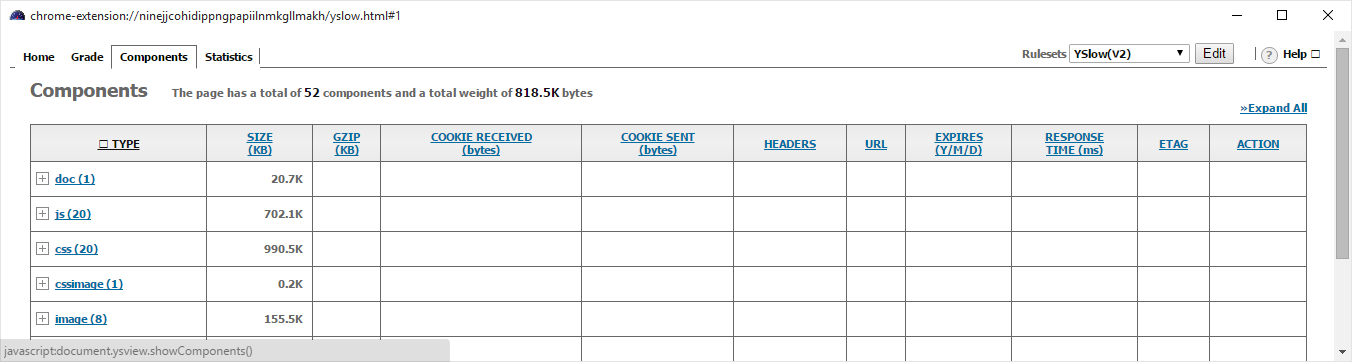 chrome-extension://ninejjcohidippngpapiilnmkgllmakh/yslow.html#1
Home Grade Components Statistics Rulesets YSlow(V2) Edit ? Help
Components The page has a total of 52 components and a total weight of 818.5K bytes
»Expand All
TYPE SIZE (KB) GZIP (KB) COOKIE RECEIVED (bytes) COOKIE SENT (bytes) HEADERS URL EXPIRES (Y/M/D) RESPONSE TIME (ms) ETAG ACTION
doc (1) 20.7K
js (20) 702.1K
css (20) 990.5K
cssimage (1) 0.2K
image (8) 155.5K
javascript:document.ysview.showComponents()